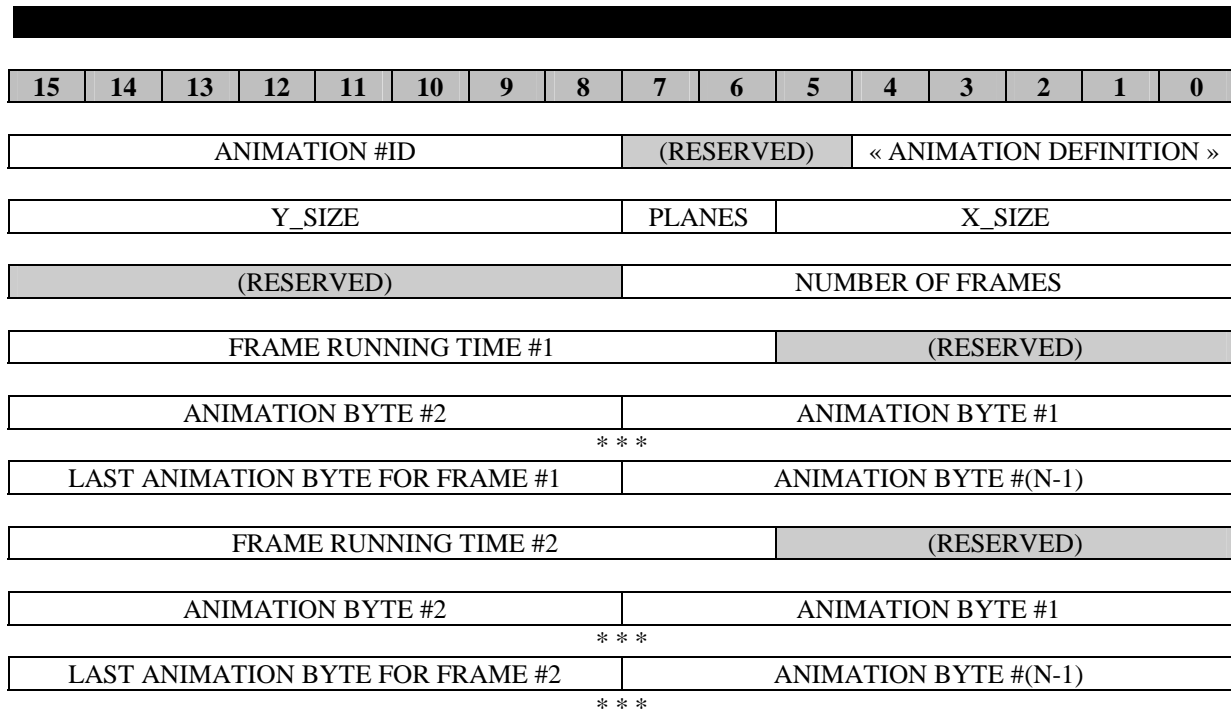 15 14 13 12 11 10 9 8 7 6 5 4 3 2 1 0
ANIMATION #ID (RESERVED) « ANIMATION DEFINITION »
Y_SIZE PLANES X_SIZE
(RESERVED) NUMBER OF FRAMES
FRAME RUNNING TIME #1 (RESERVED)
ANIMATION BYTE #2 ANIMATION BYTE #1
* * *
LAST ANIMATION BYTE FOR FRAME #1 ANIMATION BYTE #(N-1)
FRAME RUNNING TIME #2 (RESERVED)
ANIMATION BYTE #2 ANIMATION BYTE #1
* * *
LAST ANIMATION BYTE FOR FRAME #2 ANIMATION BYTE #(N-1)
* * *